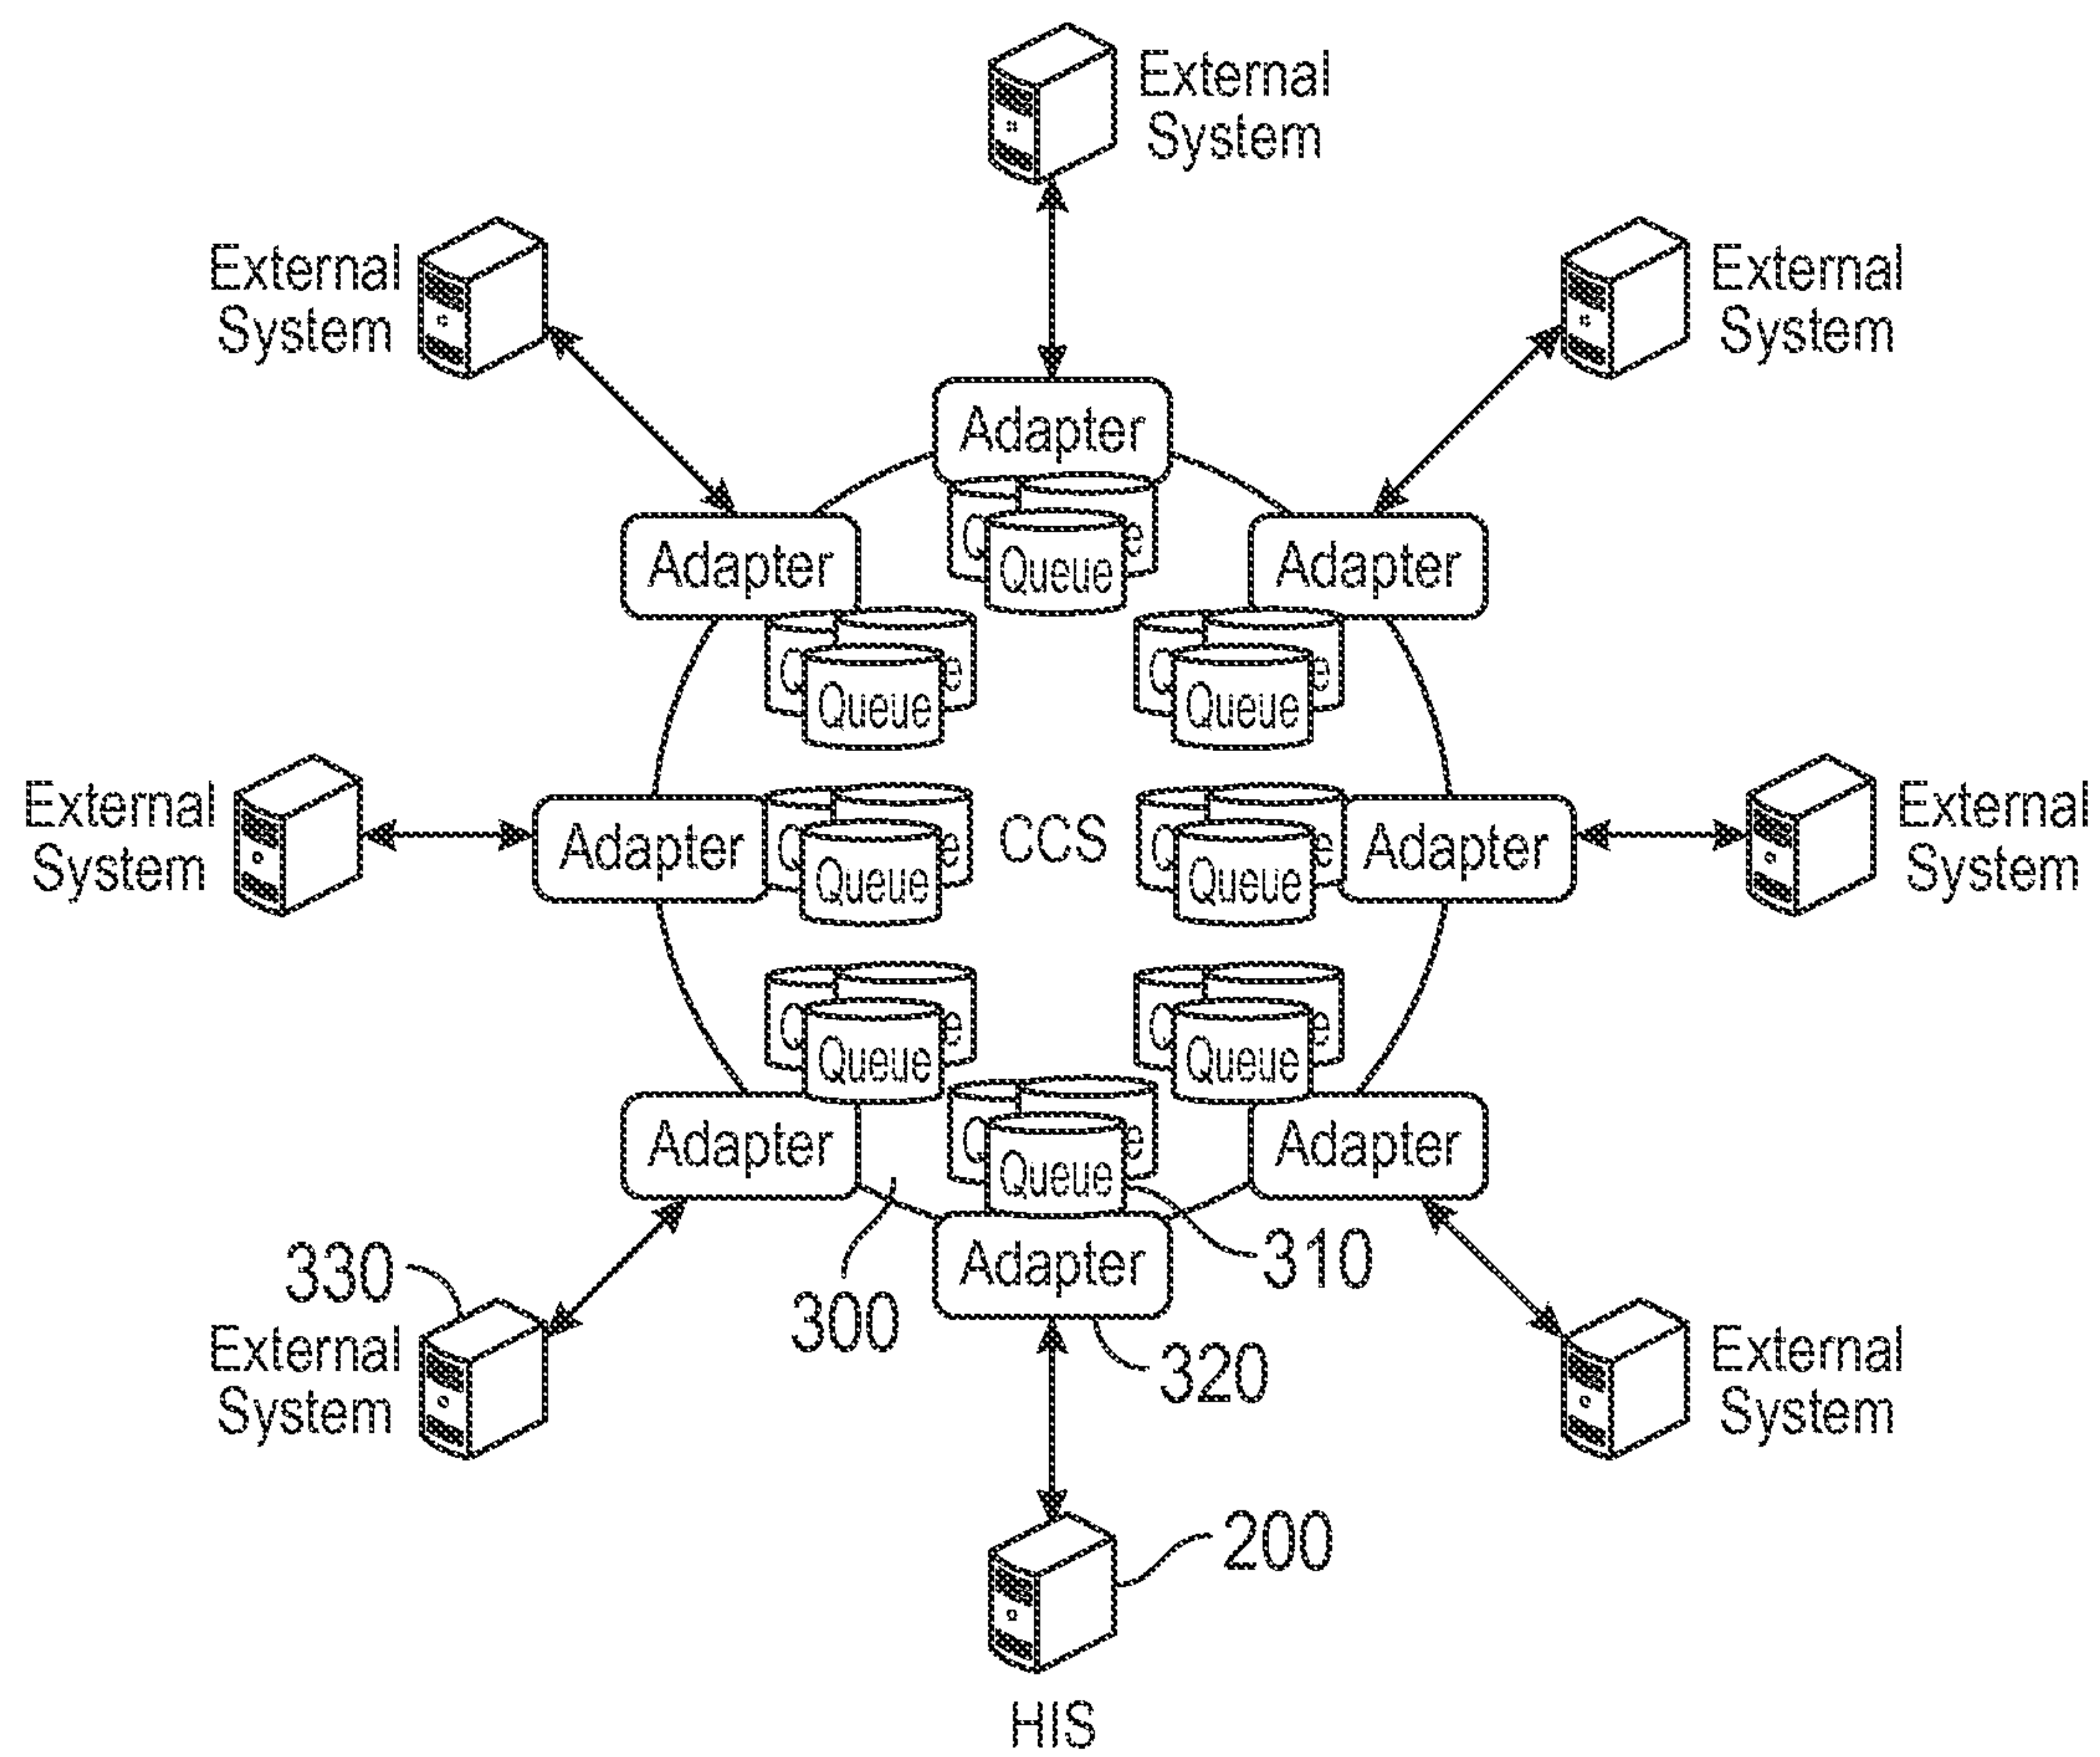 External
System
External
System
External
System
Adapter
Adapter
Adapter
Q e
Queue
Q e
Queue
Q e
Queue
External
System
Adapter
Q e
Queue
CCS
Q e
Queue
Adapter
External
System
Q e
Queue
Q e
Queue
Adapter
Q e
Queue
Adapter
330
External
System
300
Adapter
310
320
External
System
200
HIS